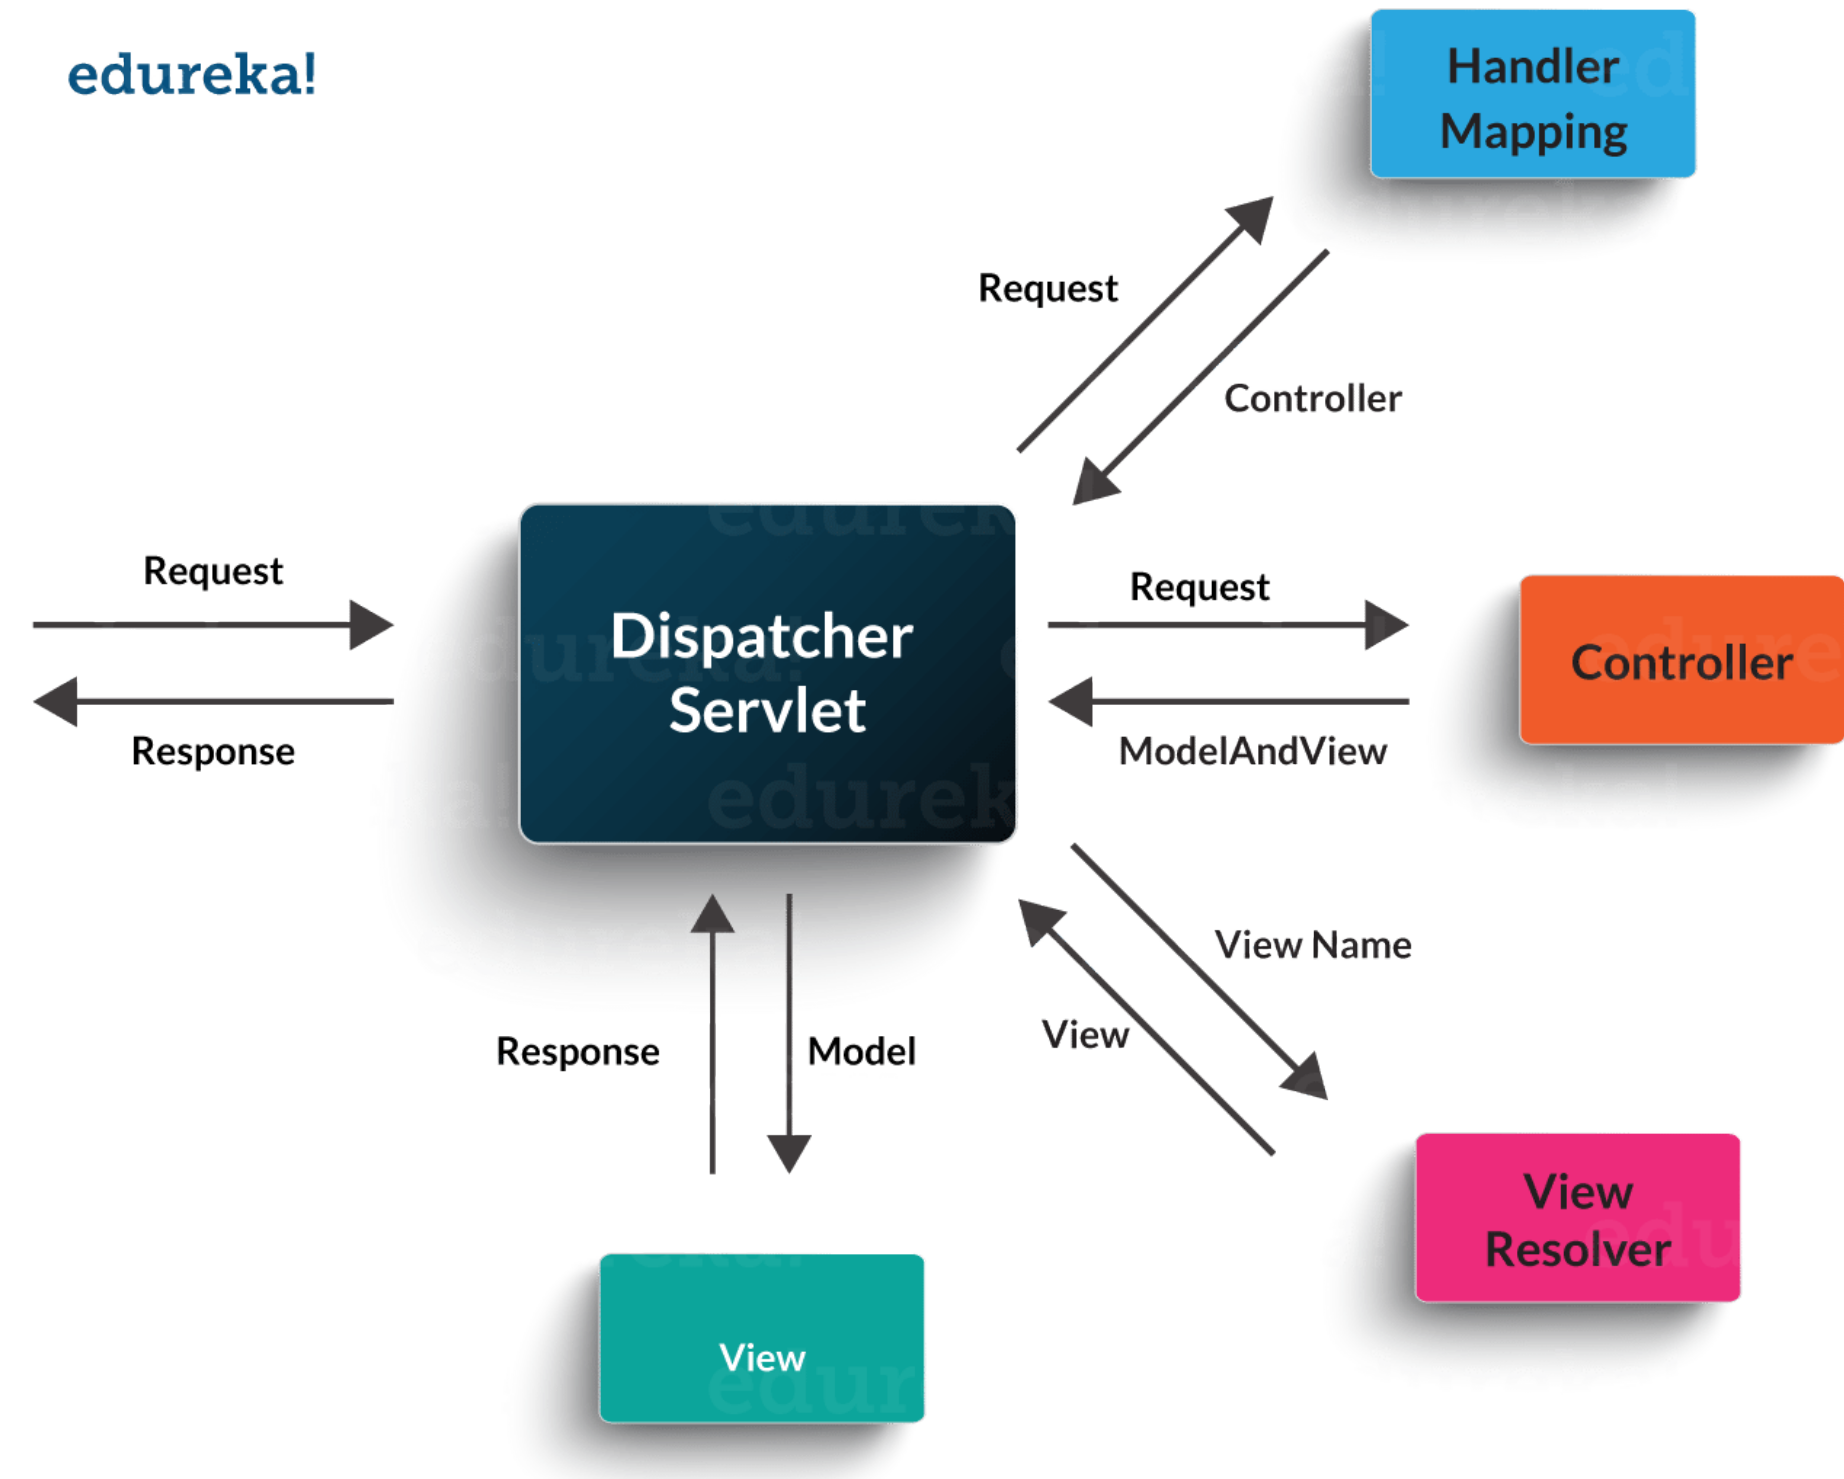 edureka!
Handler
Mapping
Request
Controller
Request
Request
Dispatcher
Servlet
Controller
Response
ModelAndView
View Name
View
Response
Model
View
Resolver
View